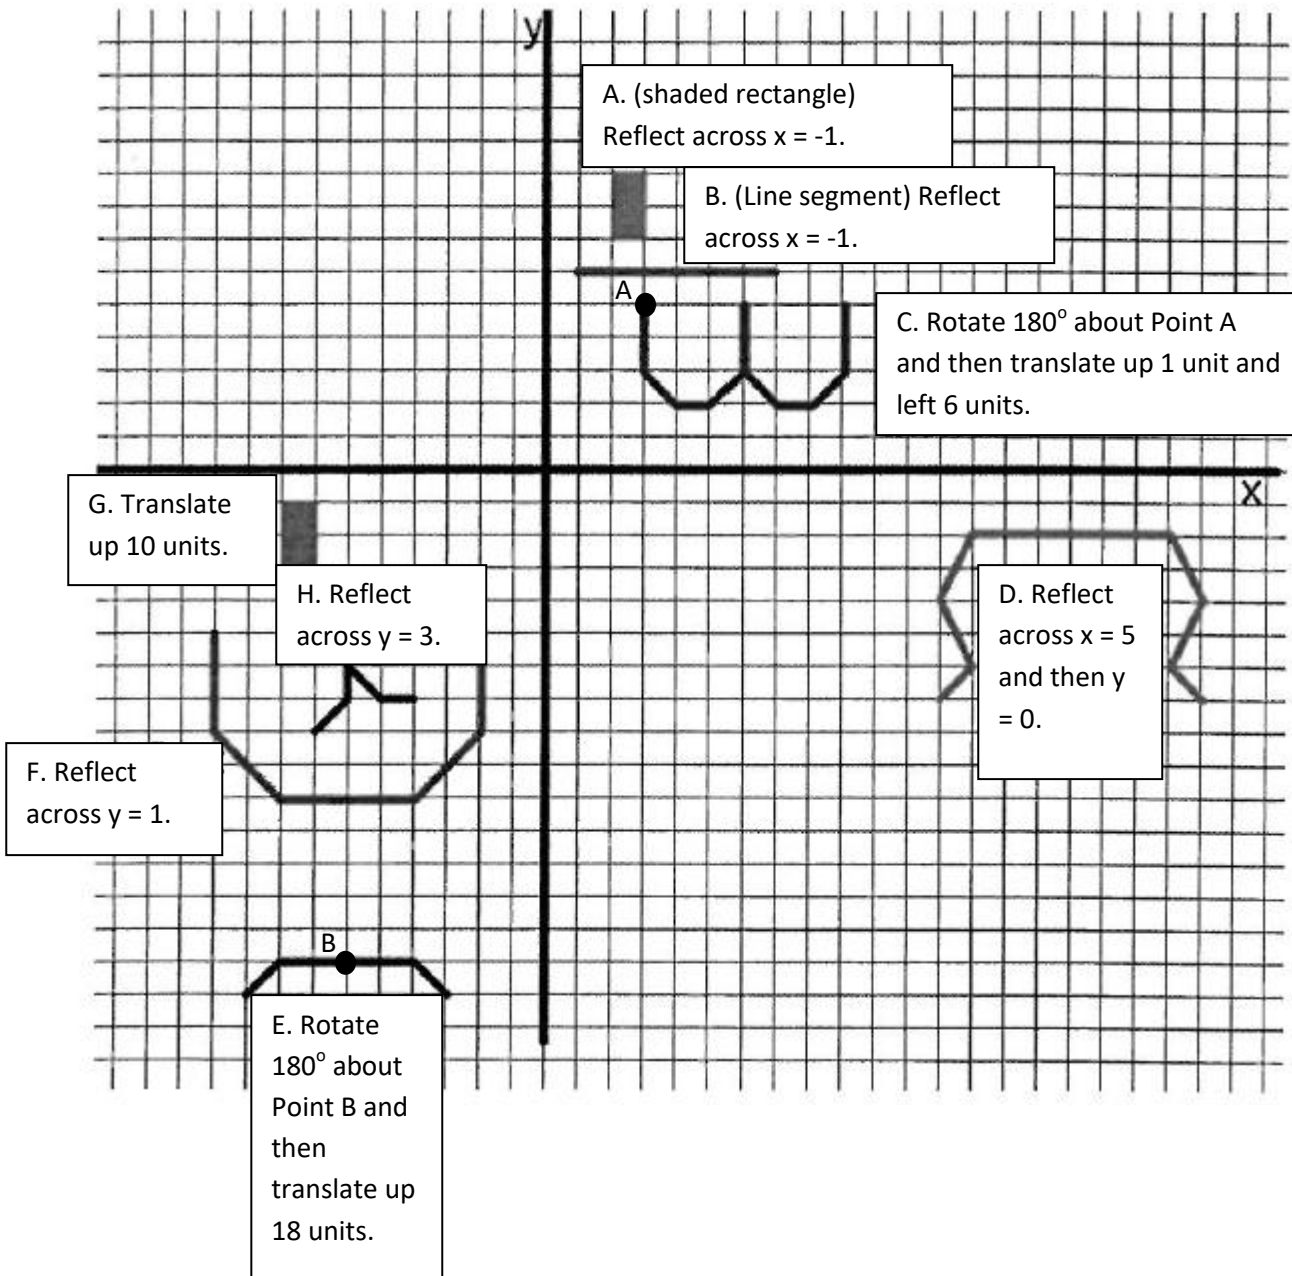 y
A. (shaded rectangle)
Reflect across x = -1.
B. (Line segment) Reflect
across x = -1.
A
C. Rotate 180° about Point A
and then translate up 1 unit and
left 6 units.
x
G. Translate
up 10 units.
H. Reflect
across y = 3.
D. Reflect
across x = 5
and then y
= 0.
F. Reflect
across y = 1.
B
E. Rotate
180° about
Point B and
then
translate up
18 units.